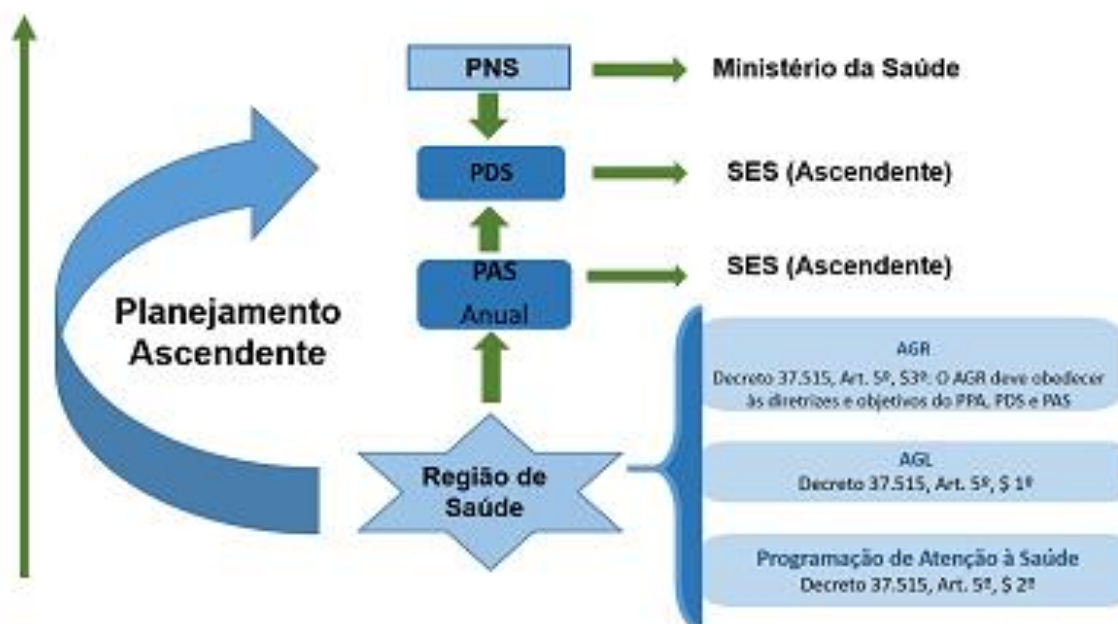 PNS
Ministério da Saúde
PDS
SES (Ascendente)
PAS
Anual
SES (Ascendente)
Planejamento
Ascendente
AGR
Decreto 37.515, Art. 5º, $3º: O AGR deve obedecer
às diretrizes e objetivos do PPA, PDS e PAS
Região de
Saúde
AGL
Decreto 37.515, Art. 5º, $ 1º
Programação de Atenção à Saúde
Decreto 37.515, Art. 5º, $ 2º